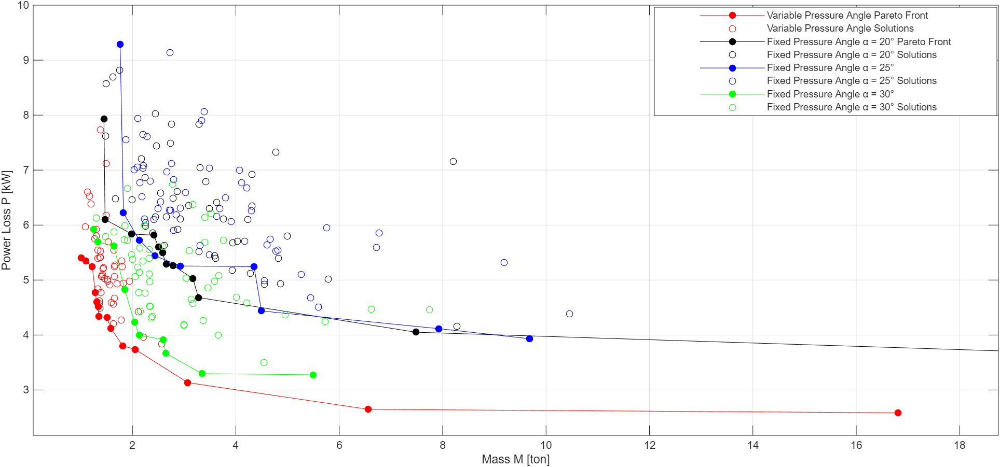 10
9
8
7
6
5
4
3
Power Loss P [kW]
2
4
6
8
10
12
14
16
18
Mass M [ton]
Variable Pressure Angle Pareto Front
Variable Pressure Angle Solutions
Fixed Pressure Angle α = 20° Pareto Front
Fixed Pressure Angle α = 20° Solutions
Fixed Pressure Angle α = 25°
Fixed Pressure Angle α = 25° Solutions
Fixed Pressure Angle α = 30°
Fixed Pressure Angle α = 30° Solutions